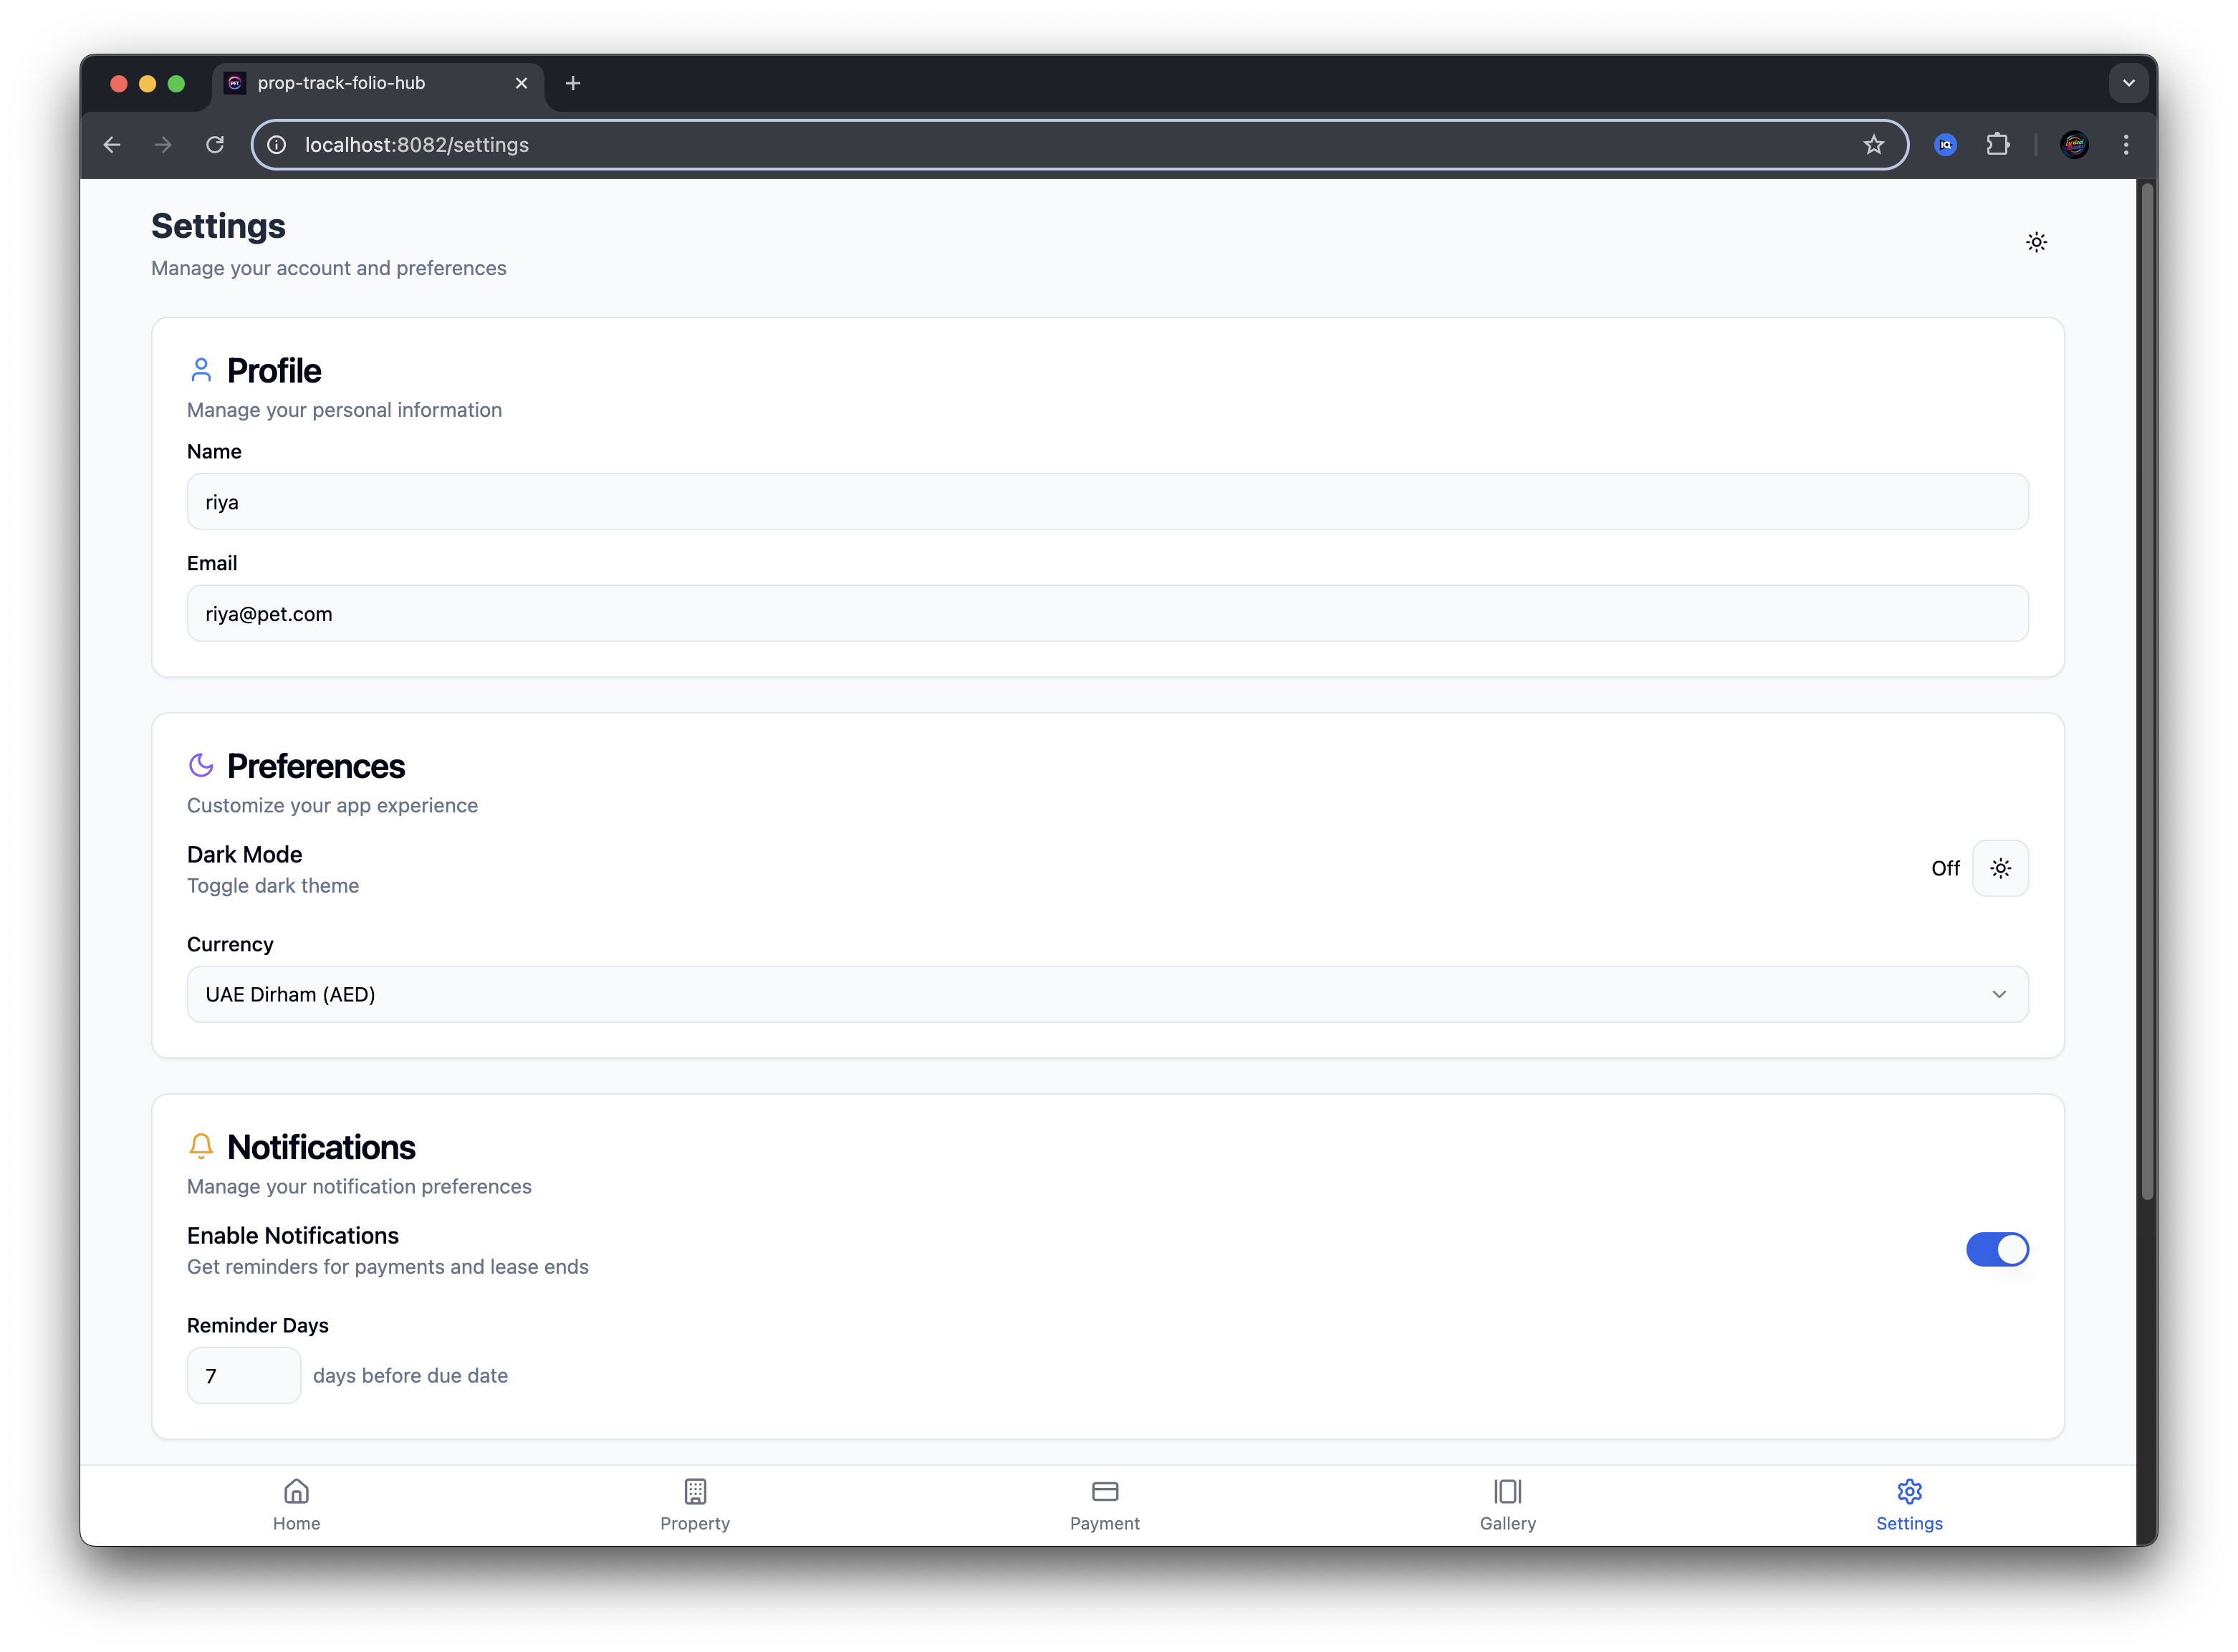 prop-track-folio-hub
localhost:8082/settings
Settings
Manage your account and preferences
Profile
Manage your personal information
Name
riya
Email
riya@pet.com
Preferences
Customize your app experience
Dark Mode
Toggle dark theme
Off
Currency
UAE Dirham (AED)
Notifications
Manage your notification preferences
Enable Notifications
Get reminders for payments and lease ends
Reminder Days
7 days before due date
Home Property Payment Gallery Settings